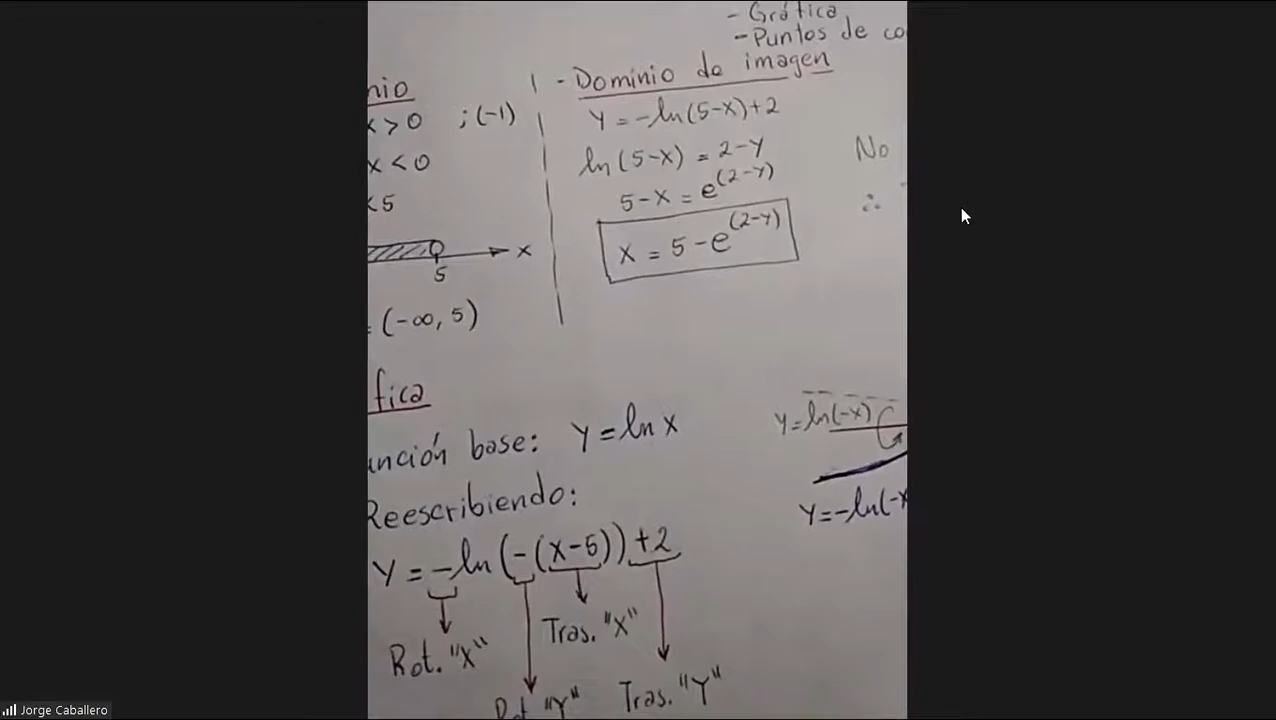 - Gráfica
- Puntos de co
nio
x > 0 ; (-1)
x < 0
< 5
x
5
= (-∞, 5)
- Dominio de imagen
Y = -ln(5-x)+2
ln(5-x) = 2-Y
5-x = e^(2-Y)
x = 5 - e^(2-Y)
No
∴
fica
unción base: Y = ln x
Reescribiendo:
Y = -ln(-(x-5))+2
Rot. "X"
Rot "Y"
Tras. "X"
Tras. "Y"
Y=ln(-x)
Y=-ln(-x
Jorge Caballero